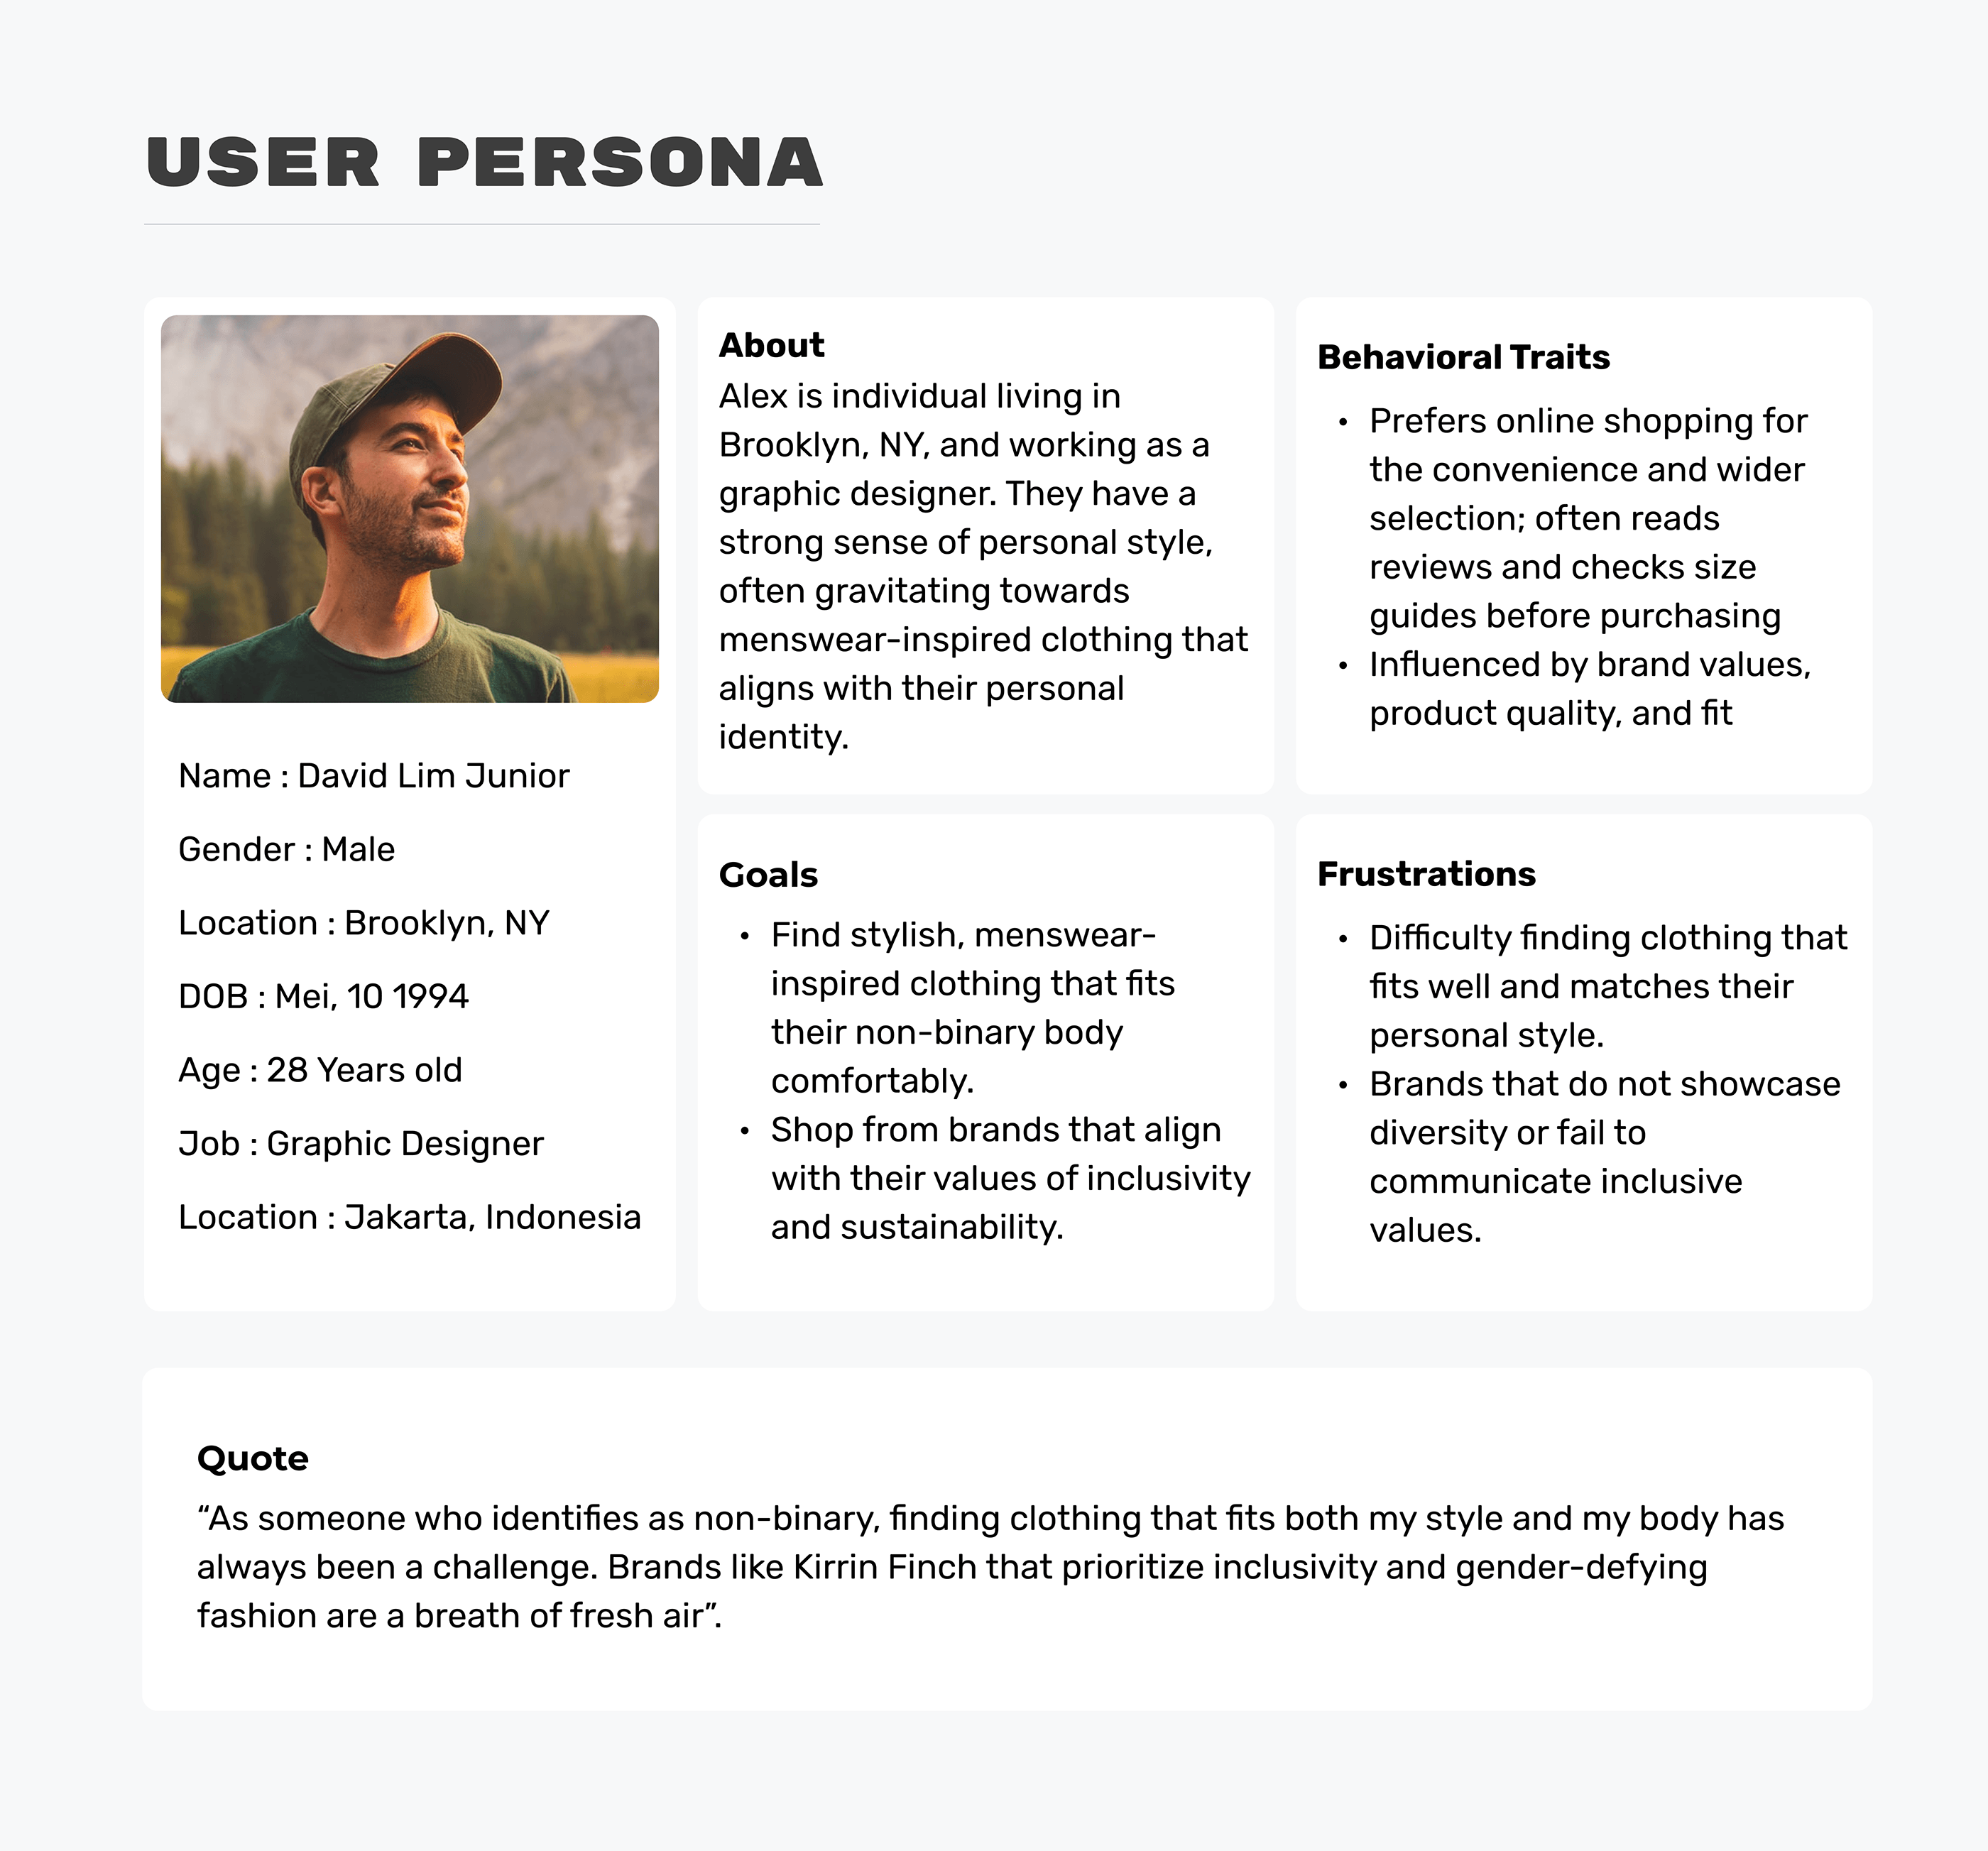 USER PERSONA
Name : David Lim Junior
Gender : Male
Location : Brooklyn, NY
DOB : Mei, 10 1994
Age : 28 Years old
Job : Graphic Designer
Location : Jakarta, Indonesia
About
Alex is individual living in
Brooklyn, NY, and working as a
graphic designer. They have a
strong sense of personal style,
often gravitating towards
menswear-inspired clothing that
aligns with their personal
identity.
Behavioral Traits
• Prefers online shopping for
the convenience and wider
selection; often reads
reviews and checks size
guides before purchasing
• Influenced by brand values,
product quality, and fit
Goals
• Find stylish, menswear-
inspired clothing that fits
their non-binary body
comfortably.
• Shop from brands that align
with their values of inclusivity
and sustainability.
Frustrations
• Difficulty finding clothing that
fits well and matches their
personal style.
• Brands that do not showcase
diversity or fail to
communicate inclusive
values.
Quote
“As someone who identifies as non-binary, finding clothing that fits both my style and my body has
always been a challenge. Brands like Kirrin Finch that prioritize inclusivity and gender-defying
fashion are a breath of fresh air”.